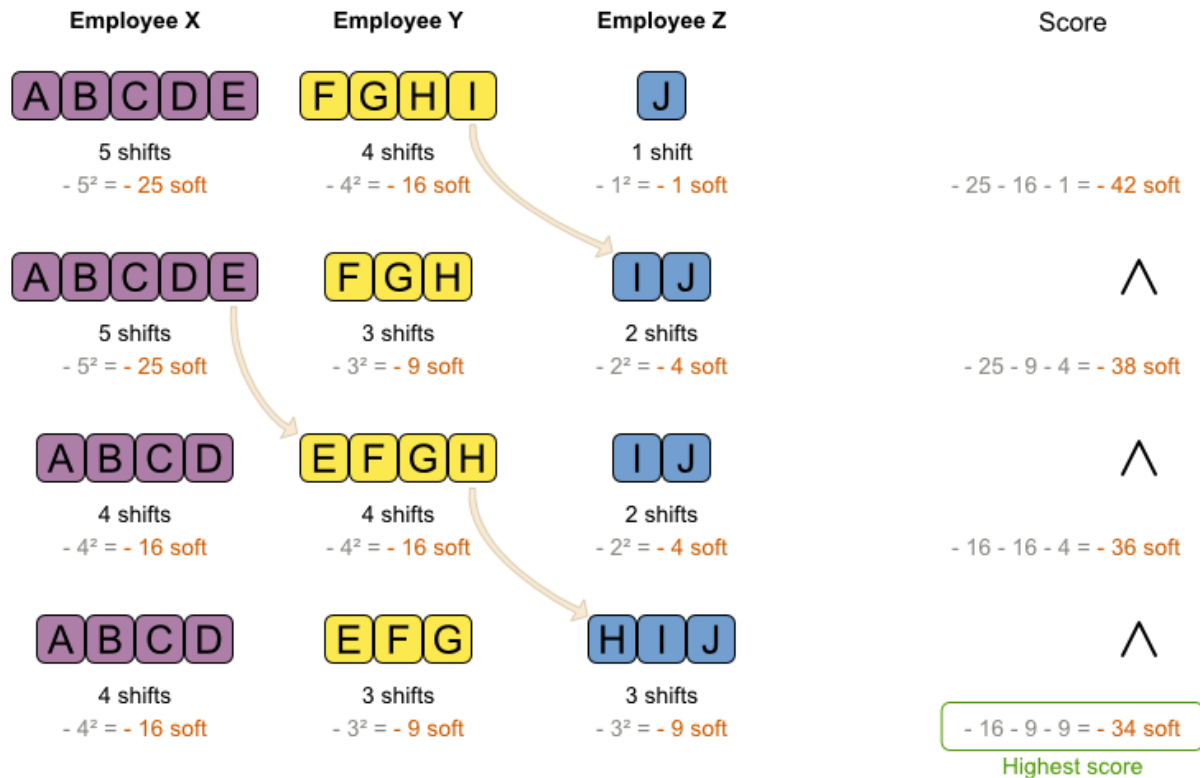 Employee X Employee Y Employee Z Score
A B C D E F G H I J
5 shifts 4 shifts 1 shift
- 5² = - 25 soft - 4² = - 16 soft - 1² = - 1 soft - 25 - 16 - 1 = - 42 soft
A B C D E F G H I J
5 shifts 3 shifts 2 shifts
- 5² = - 25 soft - 3² = - 9 soft - 2² = - 4 soft - 25 - 9 - 4 = - 38 soft
A B C D E F G H I J
4 shifts 4 shifts 2 shifts
- 4² = - 16 soft - 4² = - 16 soft - 2² = - 4 soft - 16 - 16 - 4 = - 36 soft
A B C D E F G H I J
4 shifts 3 shifts 3 shifts
- 4² = - 16 soft - 3² = - 9 soft - 3² = - 9 soft - 16 - 9 - 9 = - 34 soft
Highest score